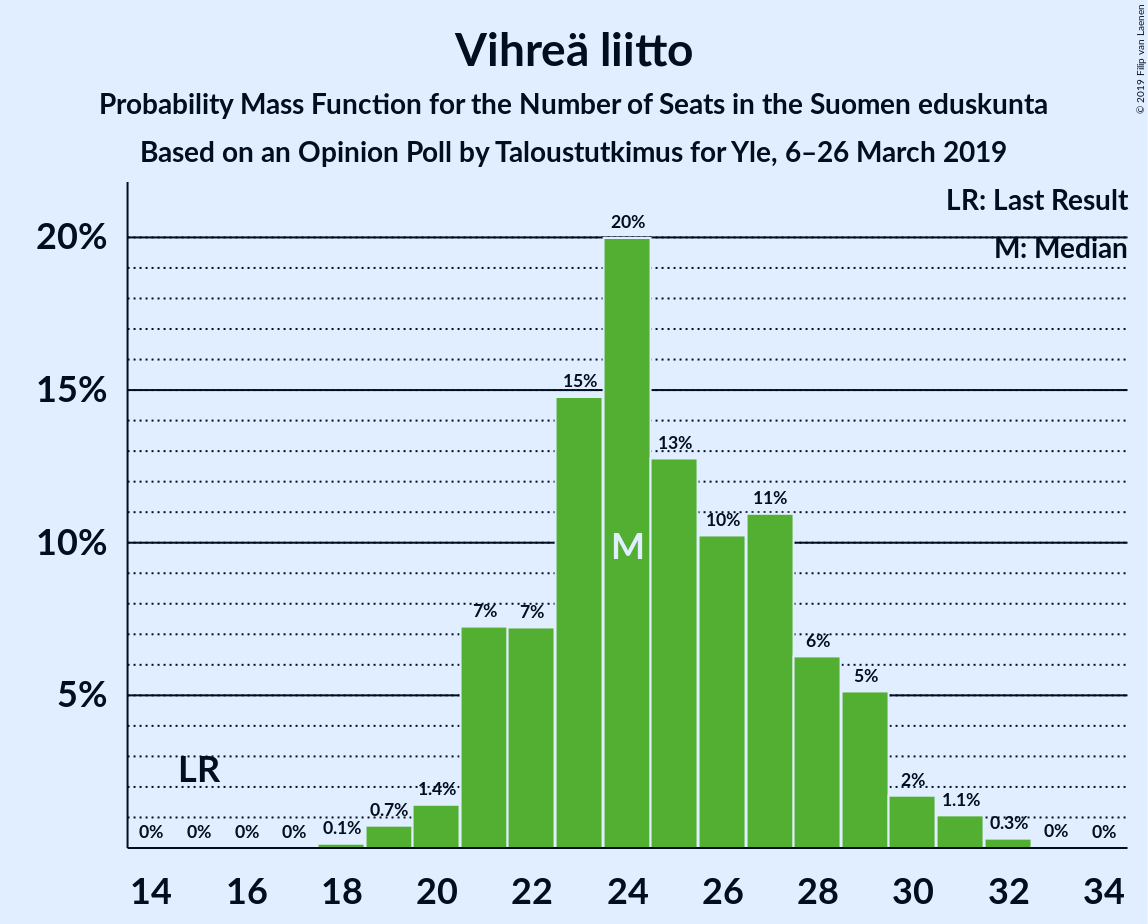 Vihreä liitto
Probability Mass Function for the Number of Seats in the Suomen eduskunta
Based on an Opinion Poll by Taloustutkimus for Yle, 6–26 March 2019
© 2019 Filip van Laenen
LR: Last Result
M: Median
20%
15%
10%
5%
0%
0%
0%
0%
0.1%
0.7%
1.4%
7%
7%
15%
20%
13%
10%
11%
6%
5%
2%
1.1%
0.3%
0%
0%
LR
M
14 16 18 20 22 24 26 28 30 32 34